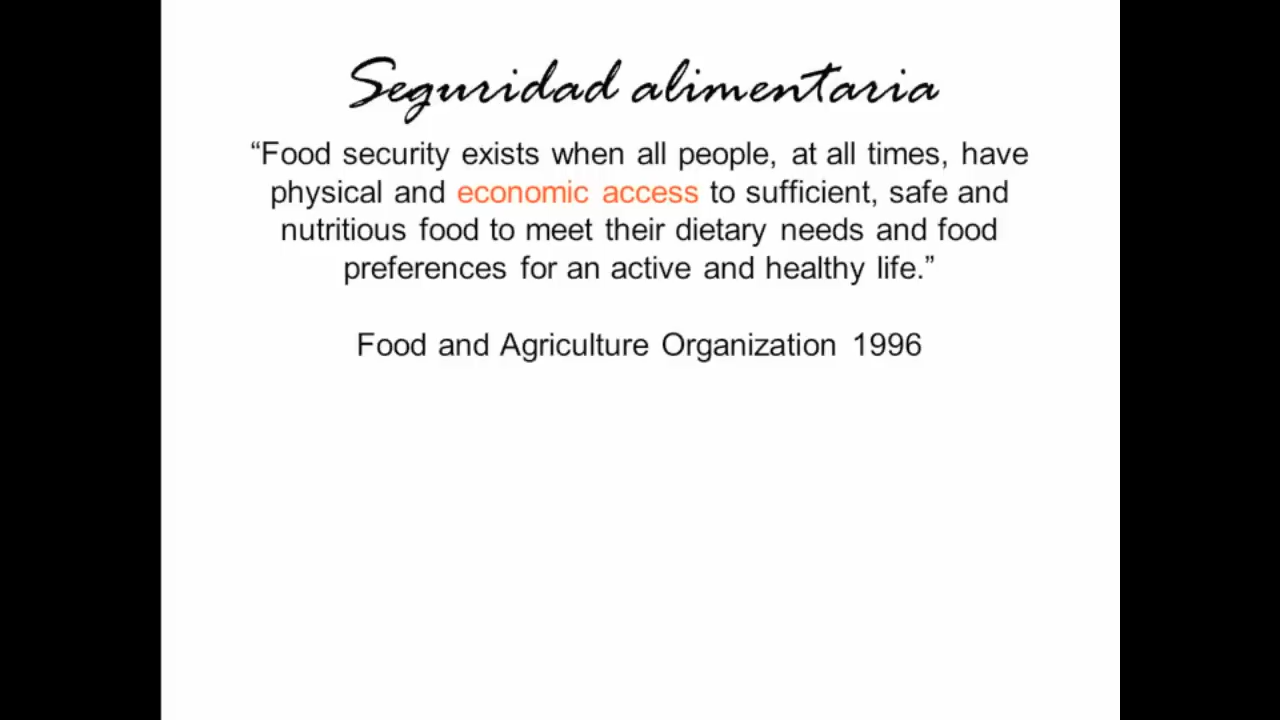 Seguridad alimentaria
“Food security exists when all people, at all times, have
physical and economic access to sufficient, safe and
nutritious food to meet their dietary needs and food
preferences for an active and healthy life.”
Food and Agriculture Organization 1996